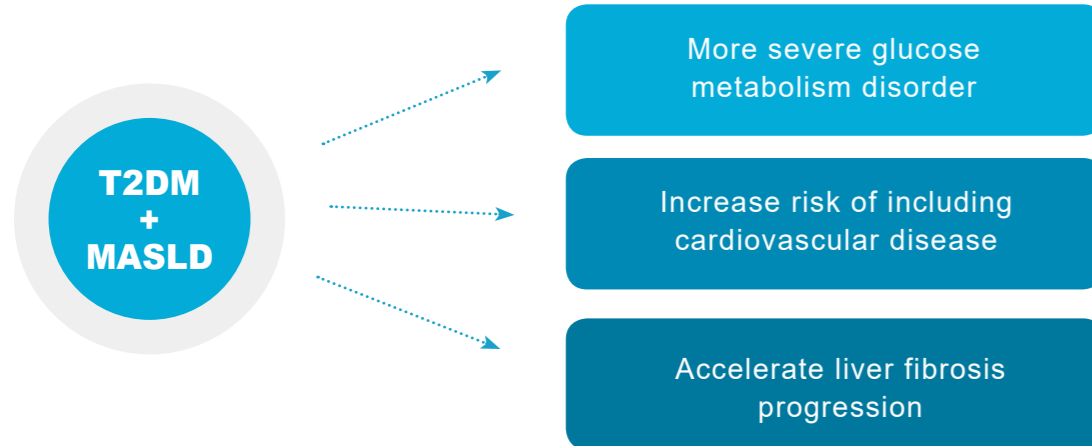 T2DM
+
MASLD
More severe glucose
metabolism disorder
Increase risk of including
cardiovascular disease
Accelerate liver fibrosis
progression